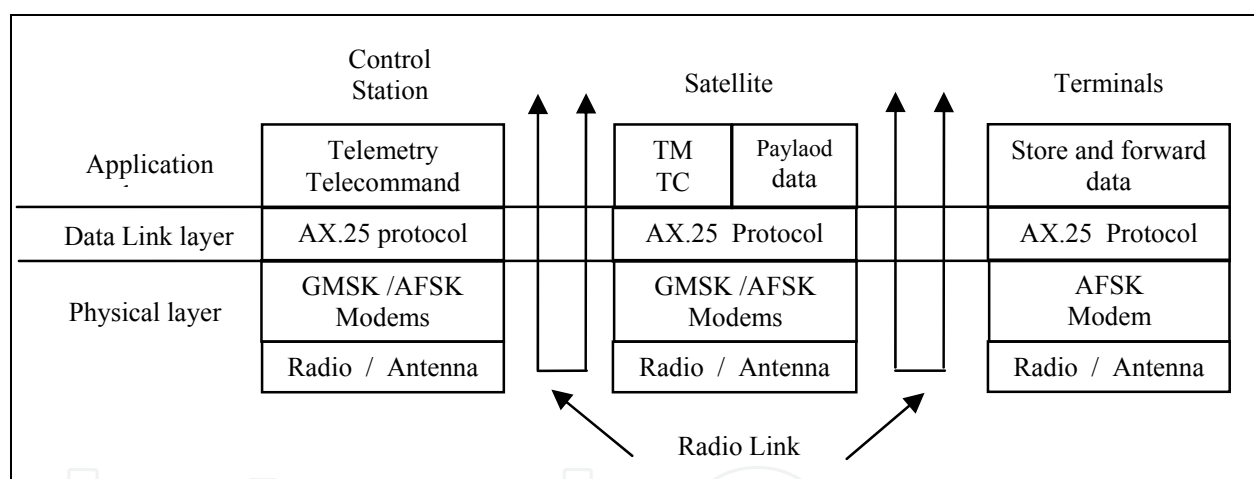 Control
Station
Satellite
Terminals
Application
Telemetry
Telecommand
TM
TC
Paylaod
data
Store and forward
data
Data Link layer
AX.25 protocol
AX.25 Protocol
AX.25 Protocol
Physical layer
GMSK /AFSK
Modems
GMSK /AFSK
Modems
AFSK
Modem
Radio / Antenna
Radio / Antenna
Radio / Antenna
Radio Link